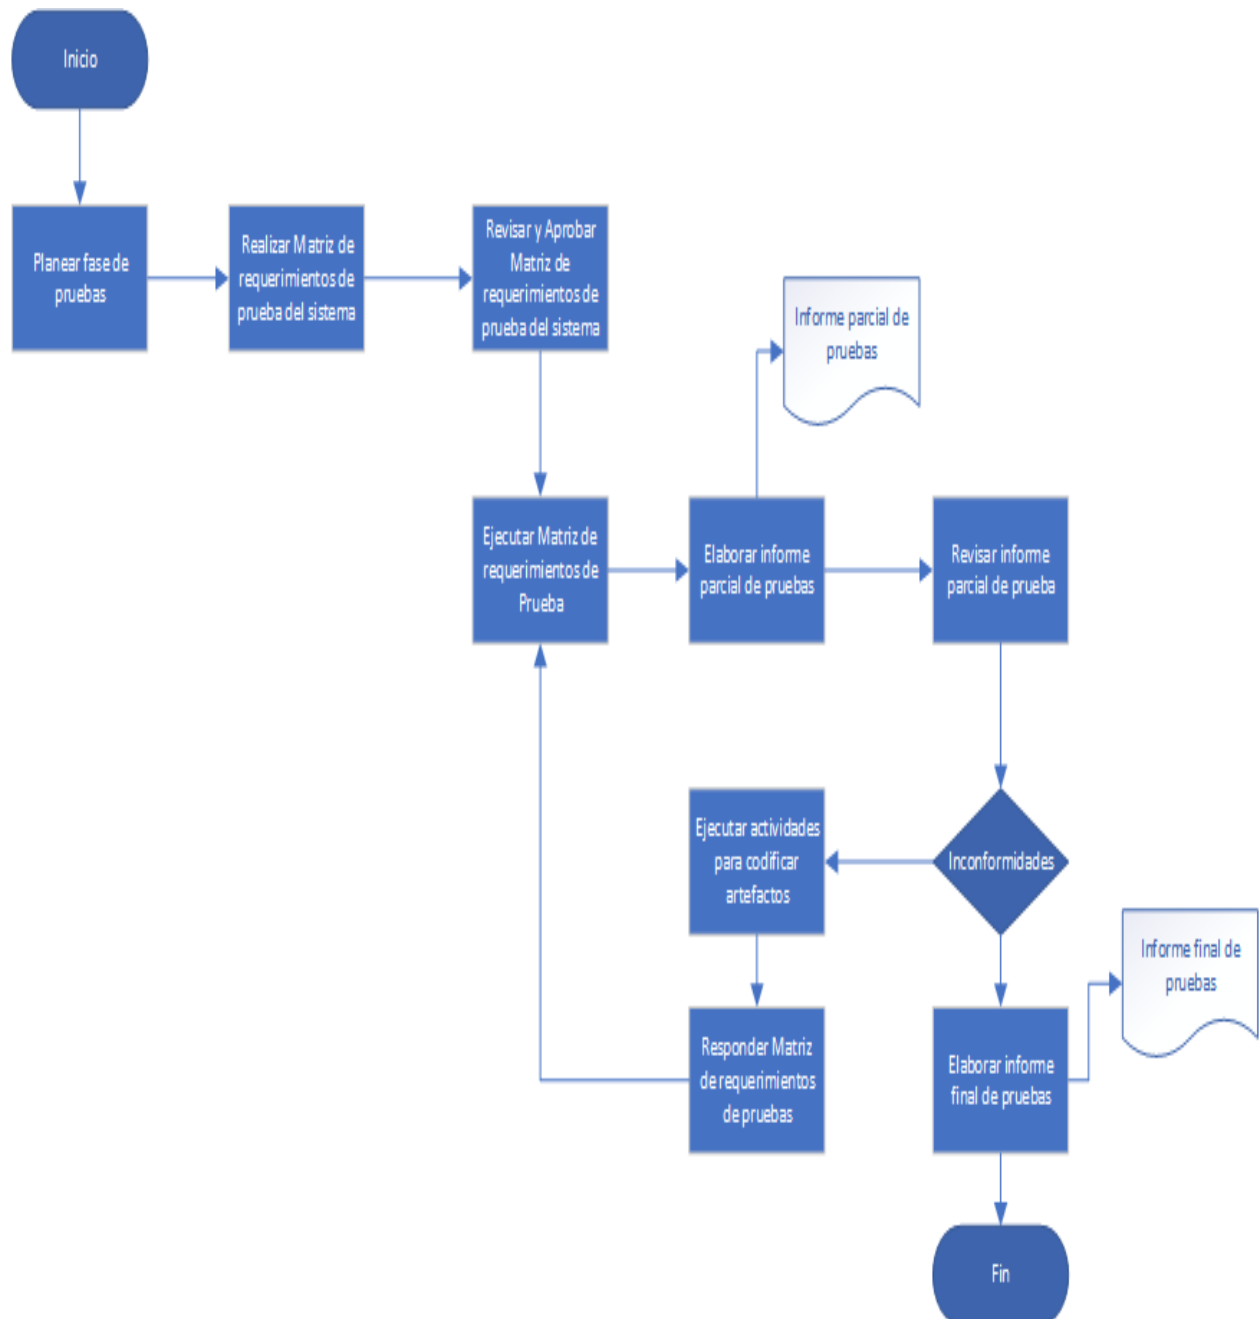 Inicio
Planear fase de
pruebas
Realizar Matriz de
requerimientos de
prueba del sistema
Revisar y Aprobar
Matriz de
requerimientos de
prueba del sistema
Informe parcial de
pruebas
Ejecutar Matriz de
requerimientos de
Prueba
Elaborar informe
parcial de pruebas
Revisar informe
parcial de prueba
Ejecutar actividades
para codificar
artefactos
Inconformidades
Informe final de
pruebas
Responder Matriz
de requerimientos
de pruebas
Elaborar informe
final de pruebas
Fin